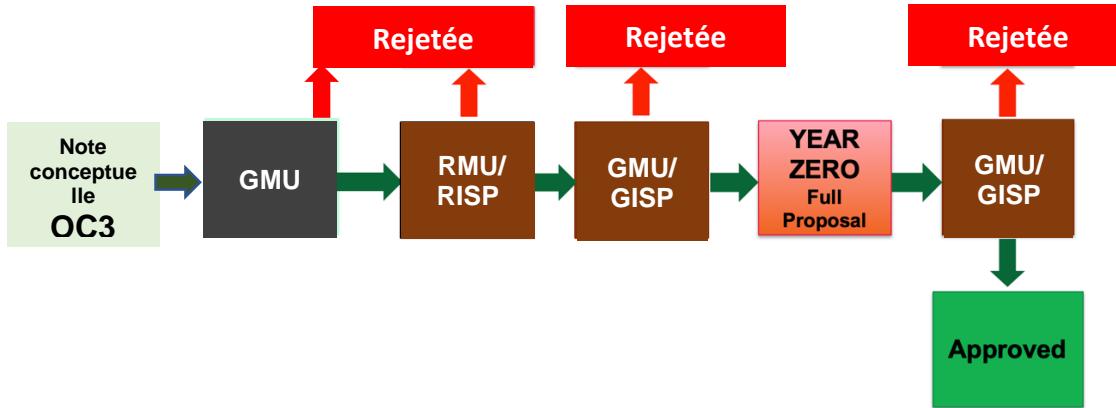 Rejetée
Rejetée
Rejetée
Note
conceptue
lle
OC3
GMU
RMU/
RISP
GMU/
GISP
YEAR
ZERO
Full
Proposal
GMU/
GISP
Approved